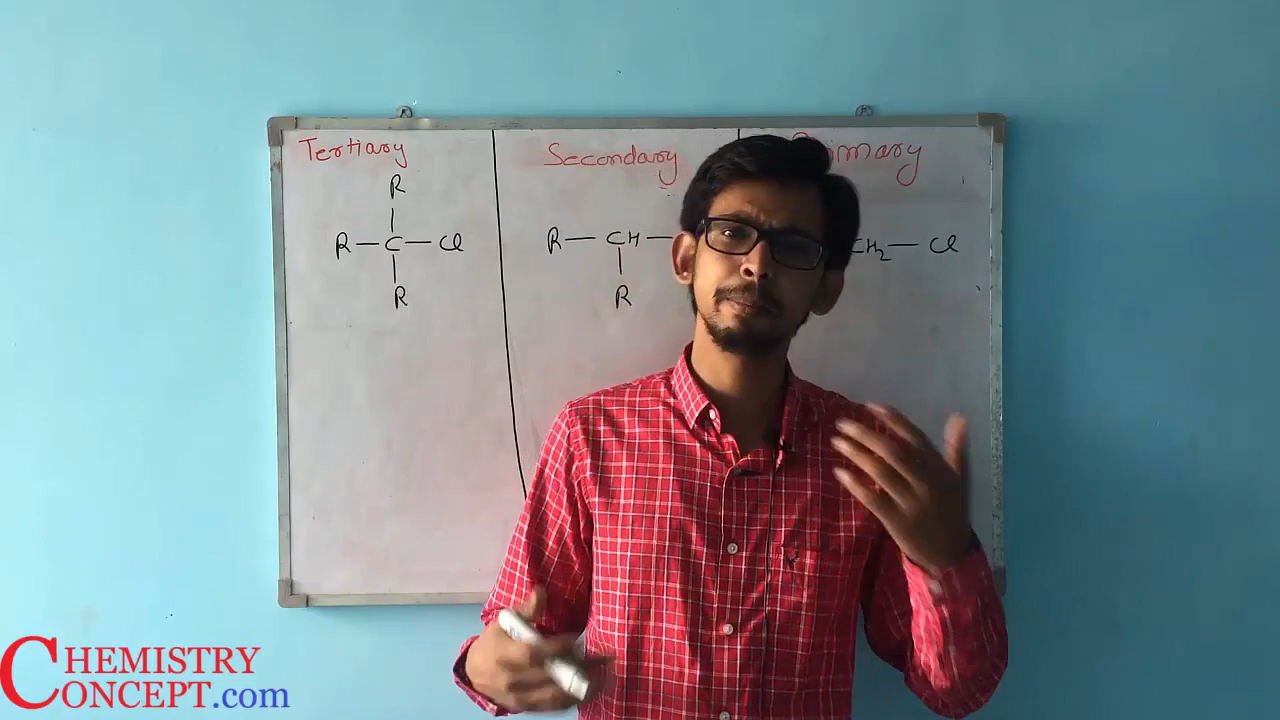 Tertiary
R
R — C — Cl
R
Secondary
R — CH —
R
CH₂ — Cl
CHEMISTRY
CONCEPT.com